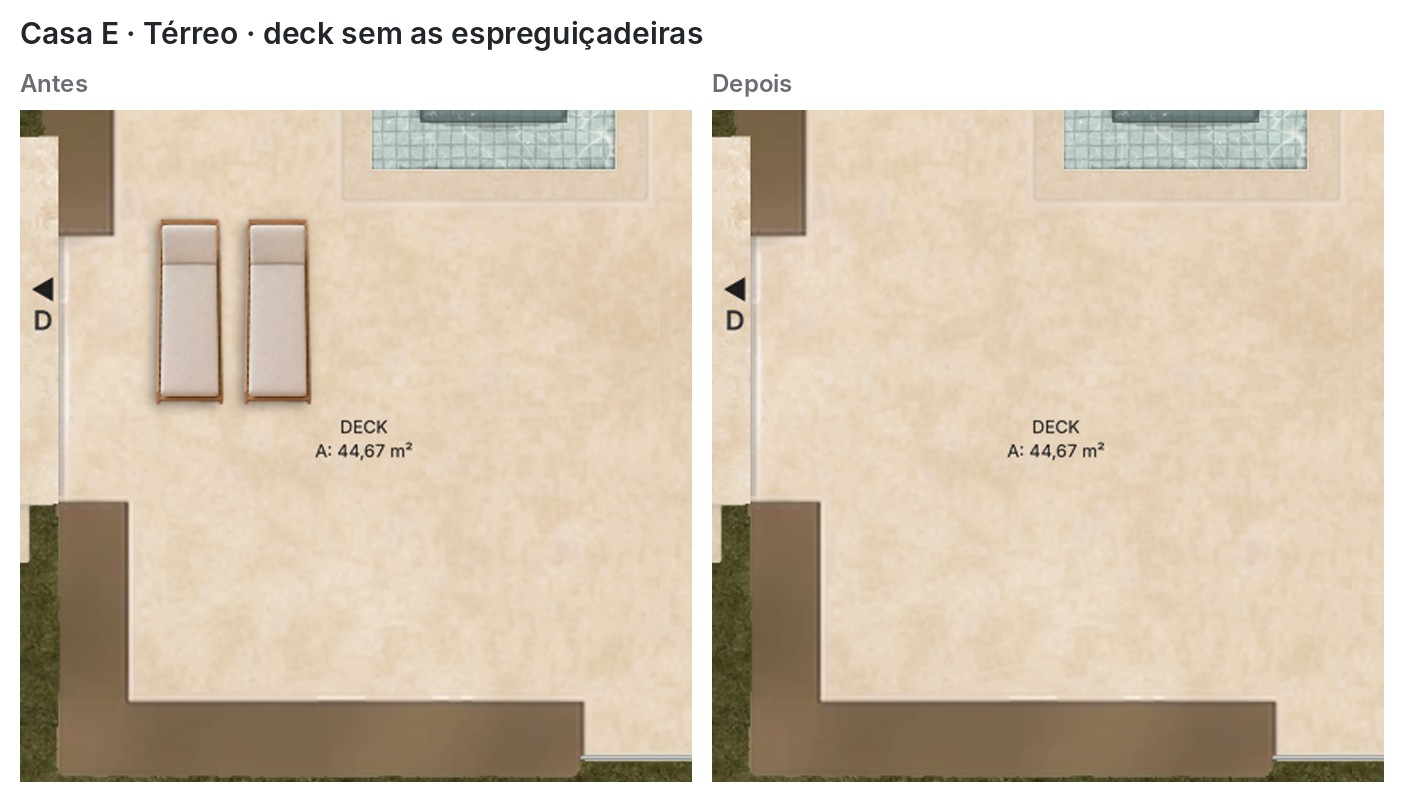 Casa E · Térreo · deck sem as espreguiçadeiras
Antes
Depois
D
DECK
A: 44,67 m²
D
DECK
A: 44,67 m²